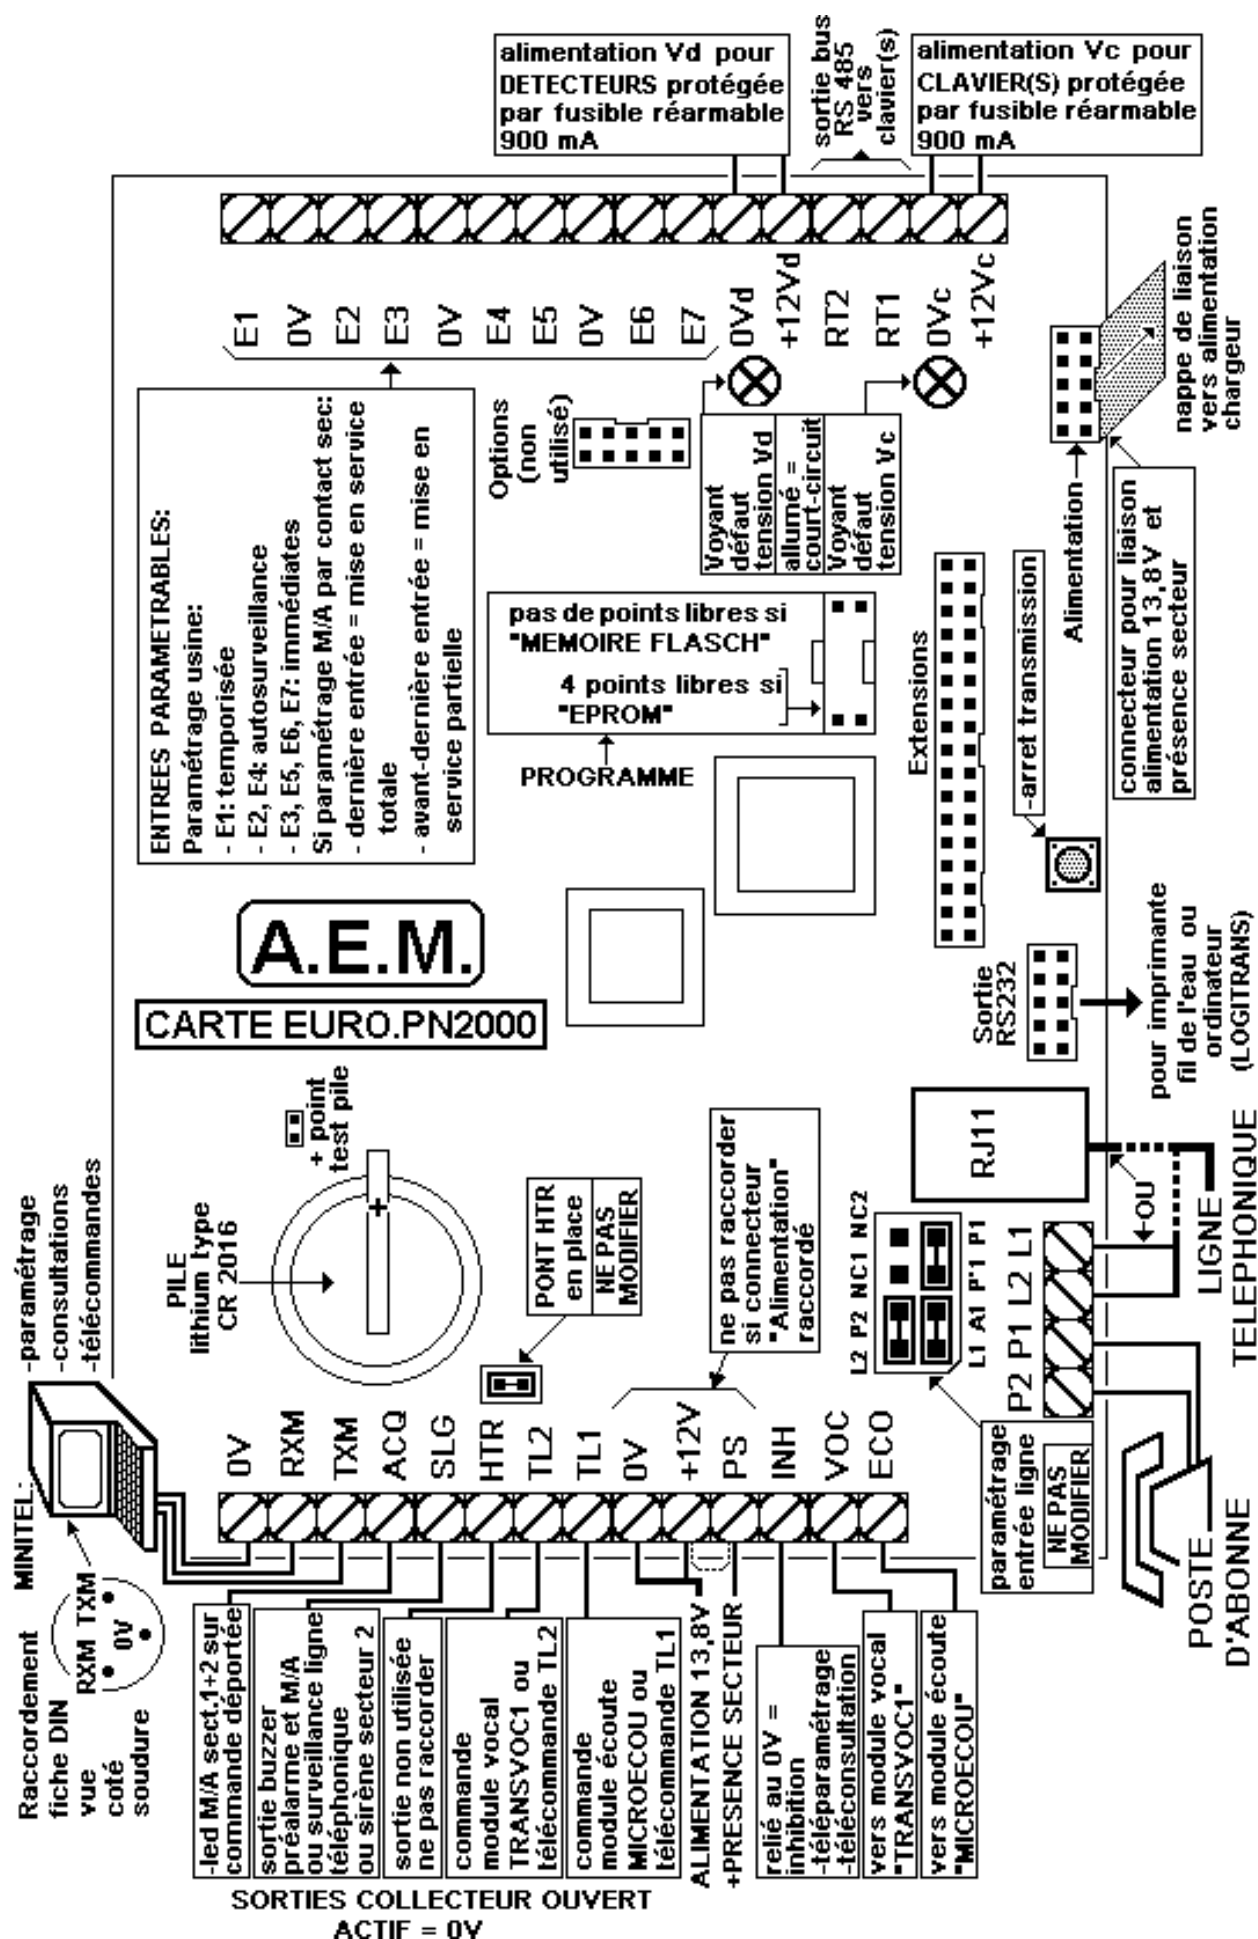 alimentation Vd pour
DETECTEURS protégée
par fusible réarmable
900 mA
sortie bus
RS 485
vers
clavier(s)
alimentation Vc pour
CLAVIER(S) protégée
par fusible réarmable
900 mA
E1
0V
E2
E3
0V
E4
E5
0V
E6
E7
0Vd
+12Vd
RT2
RT1
0Vc
+12Vc
nappe de liaison
vers alimentation
chargeur
ENTREES PARAMETRABLES:
Paramétrage usine:
- E1: temporisée
- E2, E4: autosurveillance
- E3, E5, E6, E7: immédiates
Si paramétrage M/A par contact sec:
- dernière entrée = mise en service
totale
- avant-dernière entrée = mise en
service partielle
Options
(non
utilisé)
Voyant
défaut
tension Vd
allumé =
court-circuit
Voyant
défaut
tension Vc
Alimentation
connecteur pour liaison
alimentation 13,8V et
présence secteur
pas de points libres si
"MEMOIRE FLASCH"
4 points libres si
"EPROM"
PROGRAMME
Extensions
-arret transmission
A.E.M.
CARTE EURO.PN2000
Sortie
RS232
pour imprimante
fil de l'eau ou
ordinateur
(LOGITRANS)
+ point
test pile
PILE
lithium type
CR 2016
+
PONT HTR
en place
NE PAS
MODIFIER
ne pas raccorder
si connecteur
"Alimentation"
raccordé
RJ11
OU
LIGNE
TELEPHONIQUE
L2 P2 NC1 NC2
L1 A1 P'1 P1
P2 P1 L2 L1
paramétrage
entrée ligne
NE PAS
MODIFIER
POSTE
D'ABONNE
MINITEL:
-paramétrage
-consultations
-télécommandes
Raccordement
fiche DIN
vue
coté
soudure
RXM TXM
0V
0V
RXM
TXM
ACQ
SLG
HTR
TL2
TL1
0V
+12V
PS
INH
VOC
ECO
-led M/A sect.1+2 sur
commande déportée
sortie buzzer
préalarme et M/A
ou surveillance ligne
téléphonique
ou sirène secteur 2
sortie non utilisée
ne pas raccorder
commande
module vocal
TRANSVOC1 ou
télécommande TL2
commande
module écoute
MICROECOU ou
télécommande TL1
ALIMENTATION 13,8V
+PRESENCE SECTEUR
relié au 0V =
inhibition
-téléparamétrage
-téléconsultation
vers module vocal
"TRANSVOC1"
vers module écoute
"MICROECOU"
SORTIES COLLECTEUR OUVERT
ACTIF = 0V